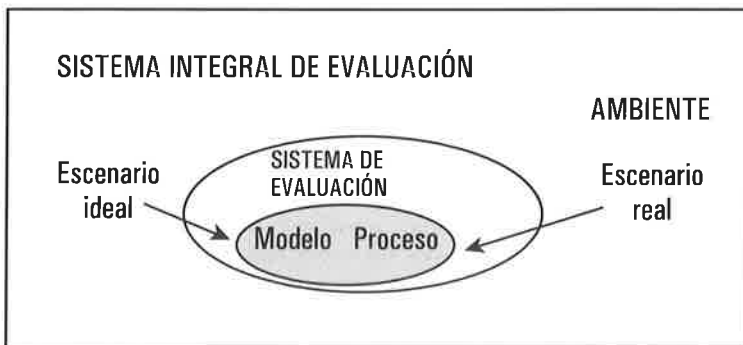 SISTEMA INTEGRAL DE EVALUACIÓN
AMBIENTE
Escenario
ideal
SISTEMA DE
EVALUACIÓN
Escenario
real
Modelo Proceso